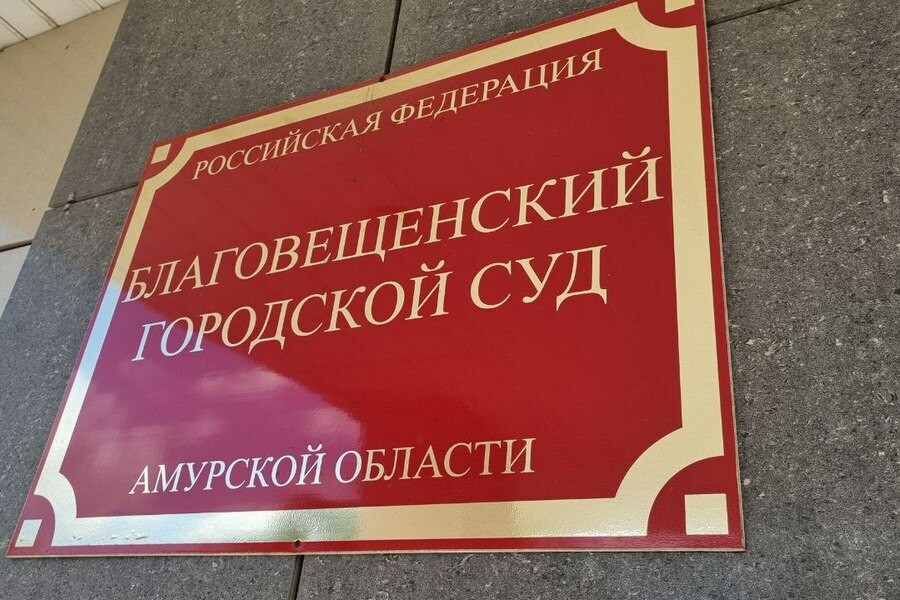 РОССИЙСКАЯ ФЕДЕРАЦИЯ
БЛАГОВЕЩЕНСКИЙ
ГОРОДСКОЙ СУД
АМУРСКОЙ ОБЛАСТИ